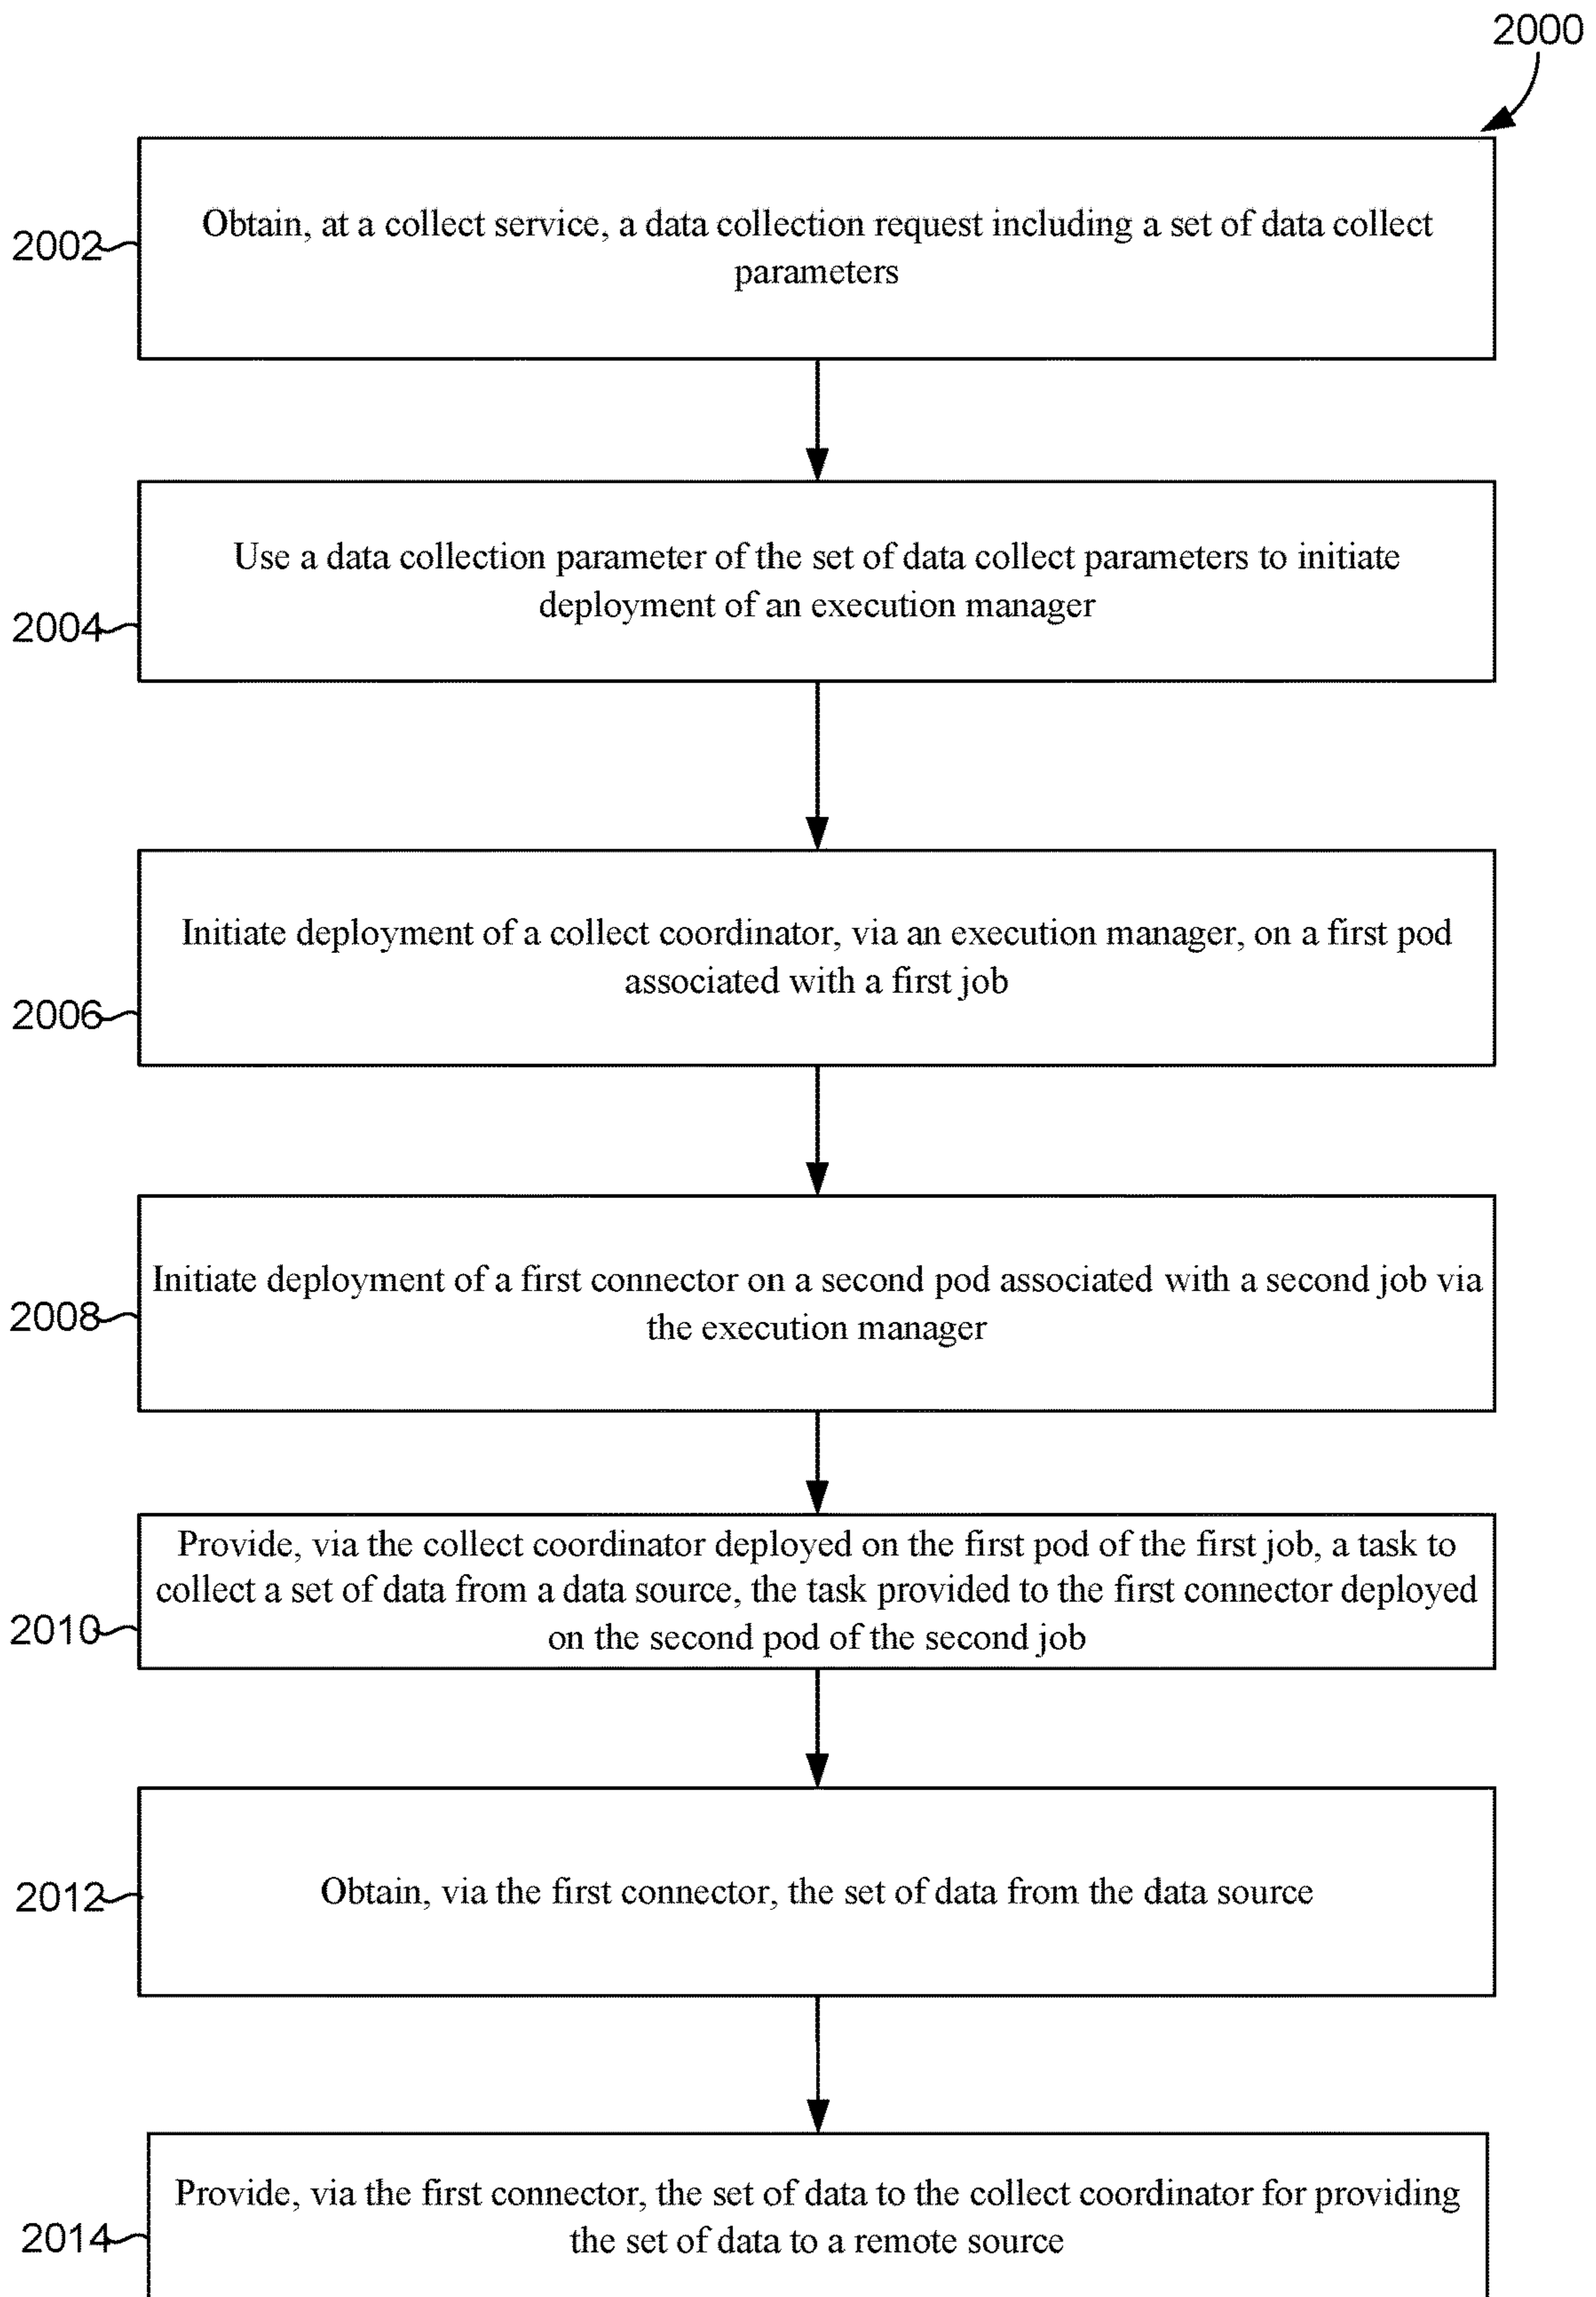 2000
Obtain, at a collect service, a data collection request including a set of data collect
parameters
2002
Use a data collection parameter of the set of data collect parameters to initiate
deployment of an execution manager
2004
Initiate deployment of a collect coordinator, via an execution manager, on a first pod
associated with a first job
2006
Initiate deployment of a first connector on a second pod associated with a second job via
the execution manager
2008
Provide, via the collect coordinator deployed on the first pod of the first job, a task to
collect a set of data from a data source, the task provided to the first connector deployed
on the second pod of the second job
2010
Obtain, via the first connector, the set of data from the data source
2012
Provide, via the first connector, the set of data to the collect coordinator for providing
the set of data to a remote source
2014